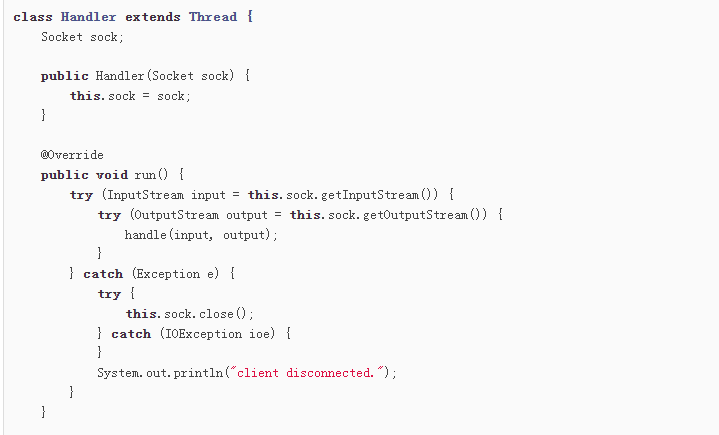 class Handler extends Thread {
    Socket sock;

    public Handler(Socket sock) {
        this.sock = sock;
    }

    @Override
    public void run() {
        try (InputStream input = this.sock.getInputStream()) {
            try (OutputStream output = this.sock.getOutputStream()) {
                handle(input, output);
            }
        } catch (Exception e) {
            try {
                this.sock.close();
            } catch (IOException ioe) {
            }
            System.out.println("client disconnected.");
        }
    }